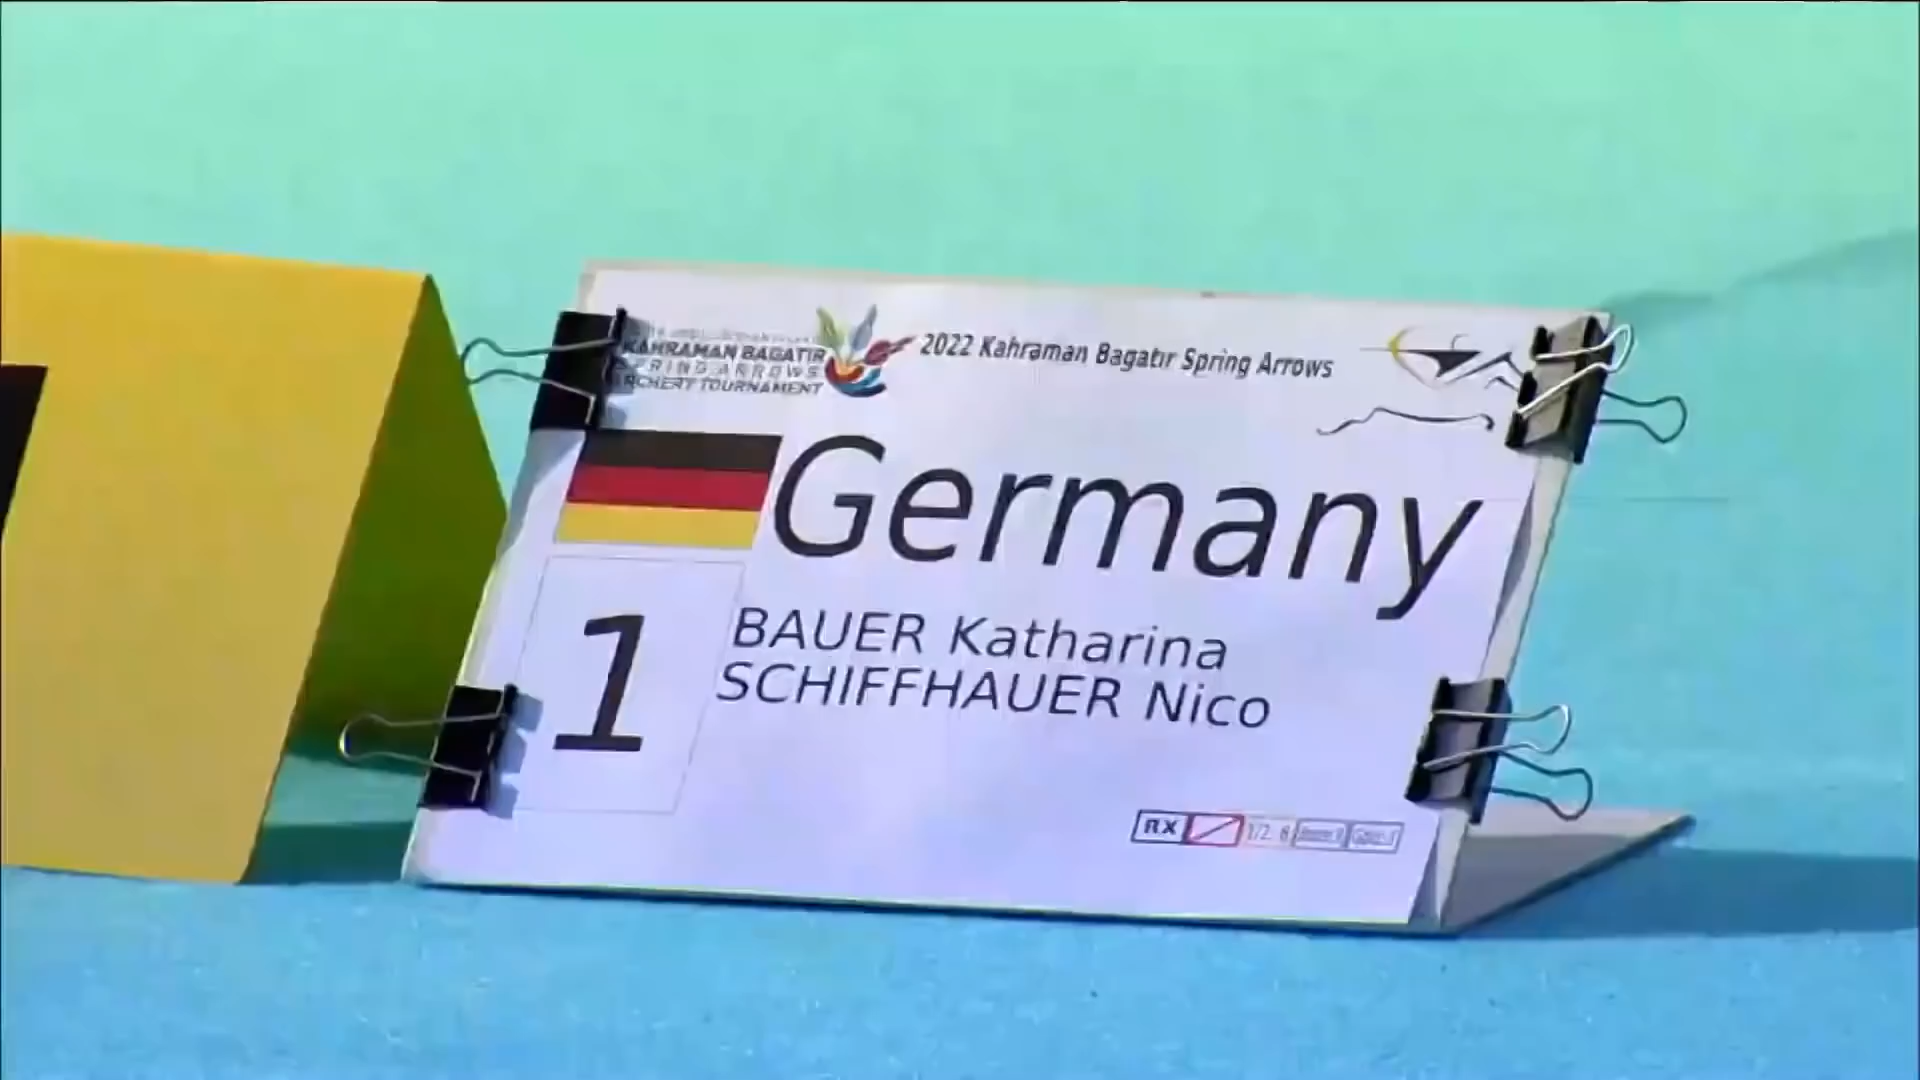 KAHRAMAN BAGATIR
SPRING ARROWS
ARCHERY TOURNAMENT
2022 Kahraman Bagatır Spring Arrows
Germany
1
BAUER Katharina
SCHIFFHAUER Nico
RX